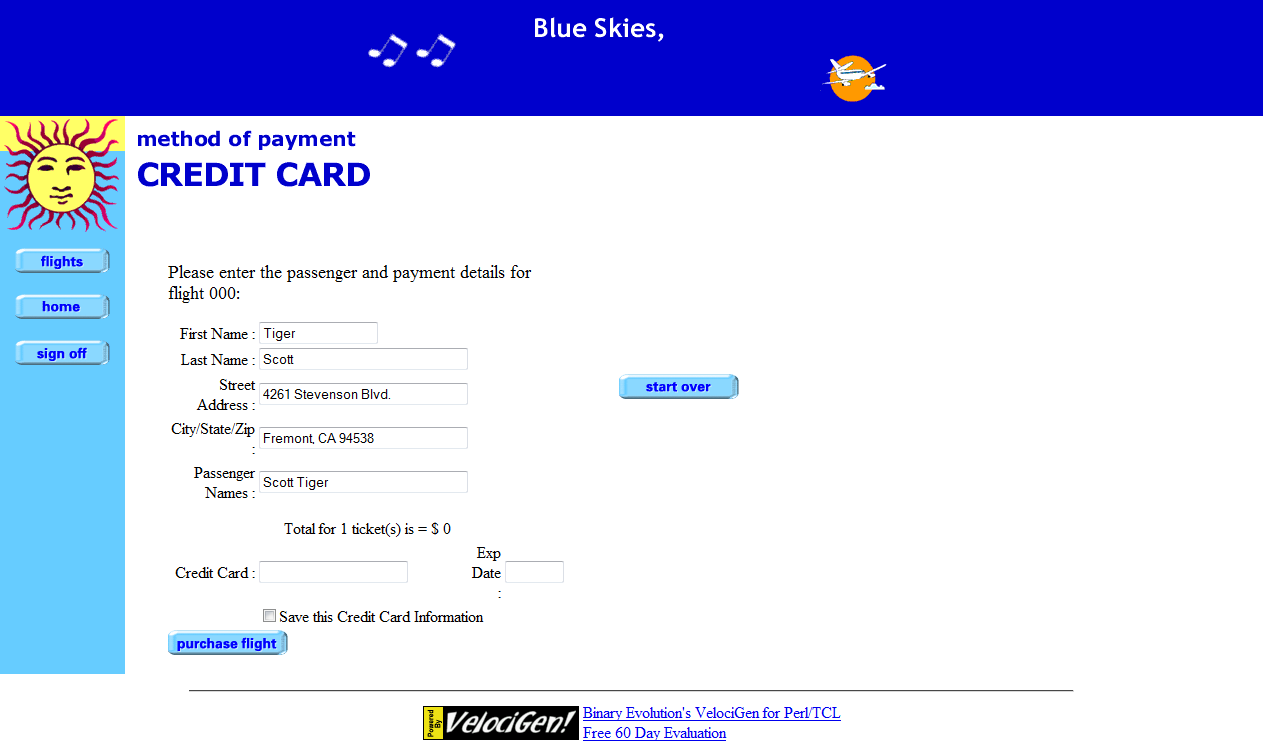 Blue Skies,
method of payment
CREDIT CARD
flights
home
sign off
Please enter the passenger and payment details for
flight 000:
First Name : Tiger
Last Name : Scott
Street
Address : 4261 Stevenson Blvd.
City/State/Zip
: Fremont, CA 94538
Passenger
Names : Scott Tiger
start over
Total for 1 ticket(s) is = $ 0
Credit Card :
Exp
Date
:
Save this Credit Card Information
purchase flight
Powered
By
VelociGen!
Binary Evolution's VelociGen for Perl/TCL
Free 60 Day Evaluation